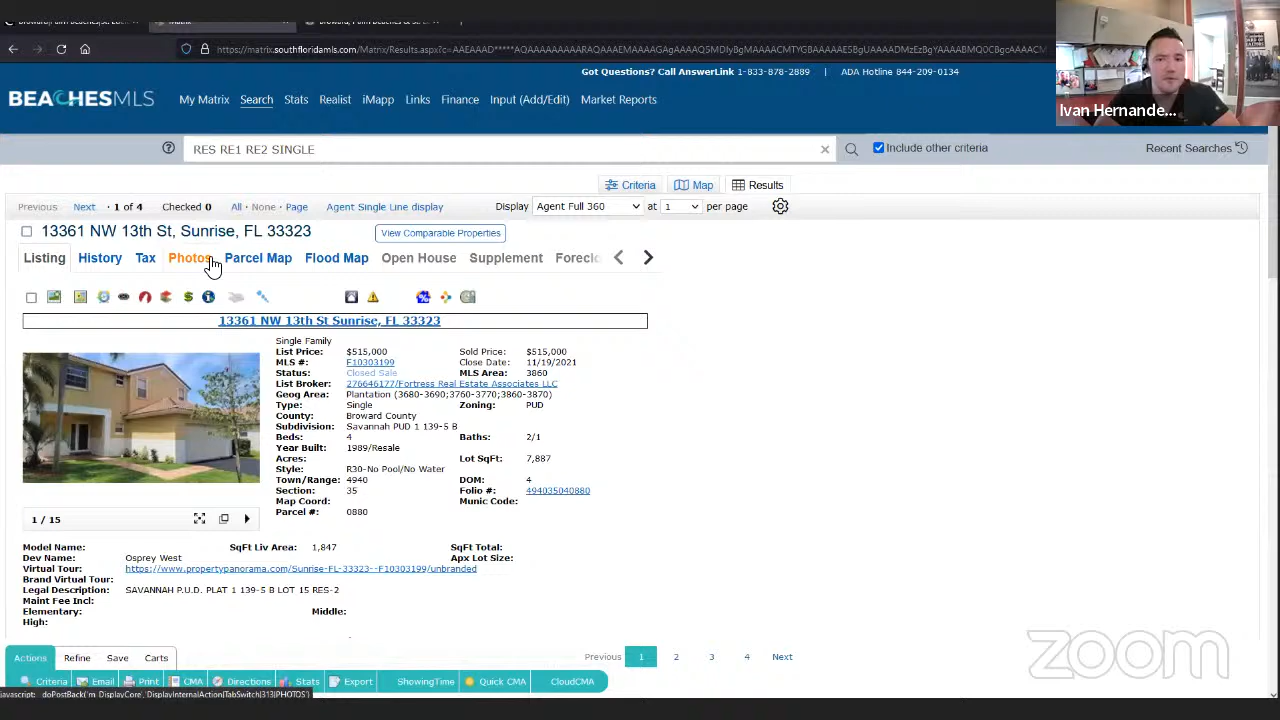 Matrix
https://matrix.southfloridamls.com/Matrix/Results.aspx?c=
Got Questions? Call AnswerLink 1-833-878-2889 | ADA Hotline 844-209-0134
BEACHESMLS
My Matrix Search Stats Realist iMapp Links Finance Input (Add/Edit) Market Reports
Ivan Hernande...
RES RE1 RE2 SINGLE
Include other criteria
Recent Searches
Criteria Map Results
Previous Next · 1 of 4 Checked 0 All · None · Page Agent Single Line display Display Agent Full 360 at 1 per page
13361 NW 13th St, Sunrise, FL 33323
View Comparable Properties
Listing History Tax Photos Parcel Map Flood Map Open House Supplement Foreclo
13361 NW 13th St Sunrise, FL 33323
Single Family
List Price: $515,000 Sold Price: $515,000
MLS #: F10303199 Close Date: 11/19/2021
Status: Closed Sale MLS Area: 3860
List Broker: 276646177/Fortress Real Estate Associates LLC
Geog Area: Plantation (3680-3690;3760-3770;3860-3870)
Type: Single Zoning: PUD
County: Broward County
Subdivision: Savannah PUD 1 139-5 B
Beds: 4 Baths: 2/1
Year Built: 1989/Resale
Acres: Lot SqFt: 7,887
Style: R30-No Pool/No Water
Town/Range: 4940 DOM: 4
Section: 35 Folio #: 494035040880
Map Coord: Munic Code:
Parcel #: 0880
1 / 15
Model Name: SqFt Liv Area: 1,847 SqFt Total:
Dev Name: Osprey West Apx Lot Size:
Virtual Tour: https://www.propertypanorama.com/Sunrise-FL-33323--F10303199/unbranded
Brand Virtual Tour:
Legal Description: SAVANNAH P.U.D. PLAT 1 139-5 B LOT 15 RES-2
Maint Fee Incl:
Elementary: Middle:
High:
zoom
Actions Refine Save Carts
Previous 1 2 3 4 Next
Criteria Email Print CMA Directions Stats Export ShowingTime Quick CMA CloudCMA